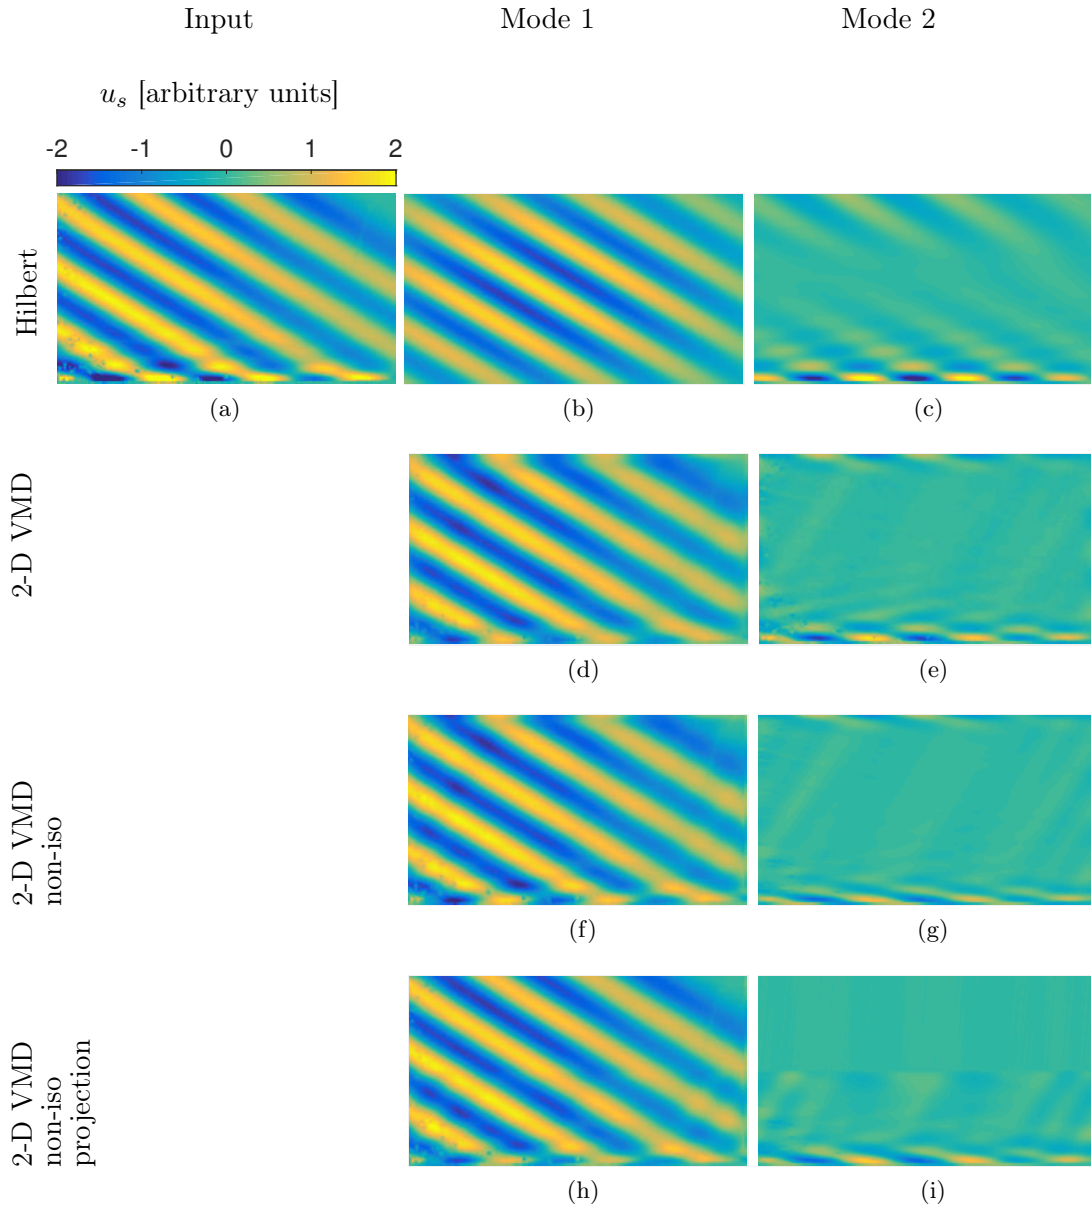 Input Mode 1 Mode 2
u_s [arbitrary units]
-2 -1 0 1 2
Hilbert
(a) (b) (c)
2-D VMD
(d) (e)
2-D VMD
non-iso
(f) (g)
2-D VMD
non-iso
projection
(h) (i)